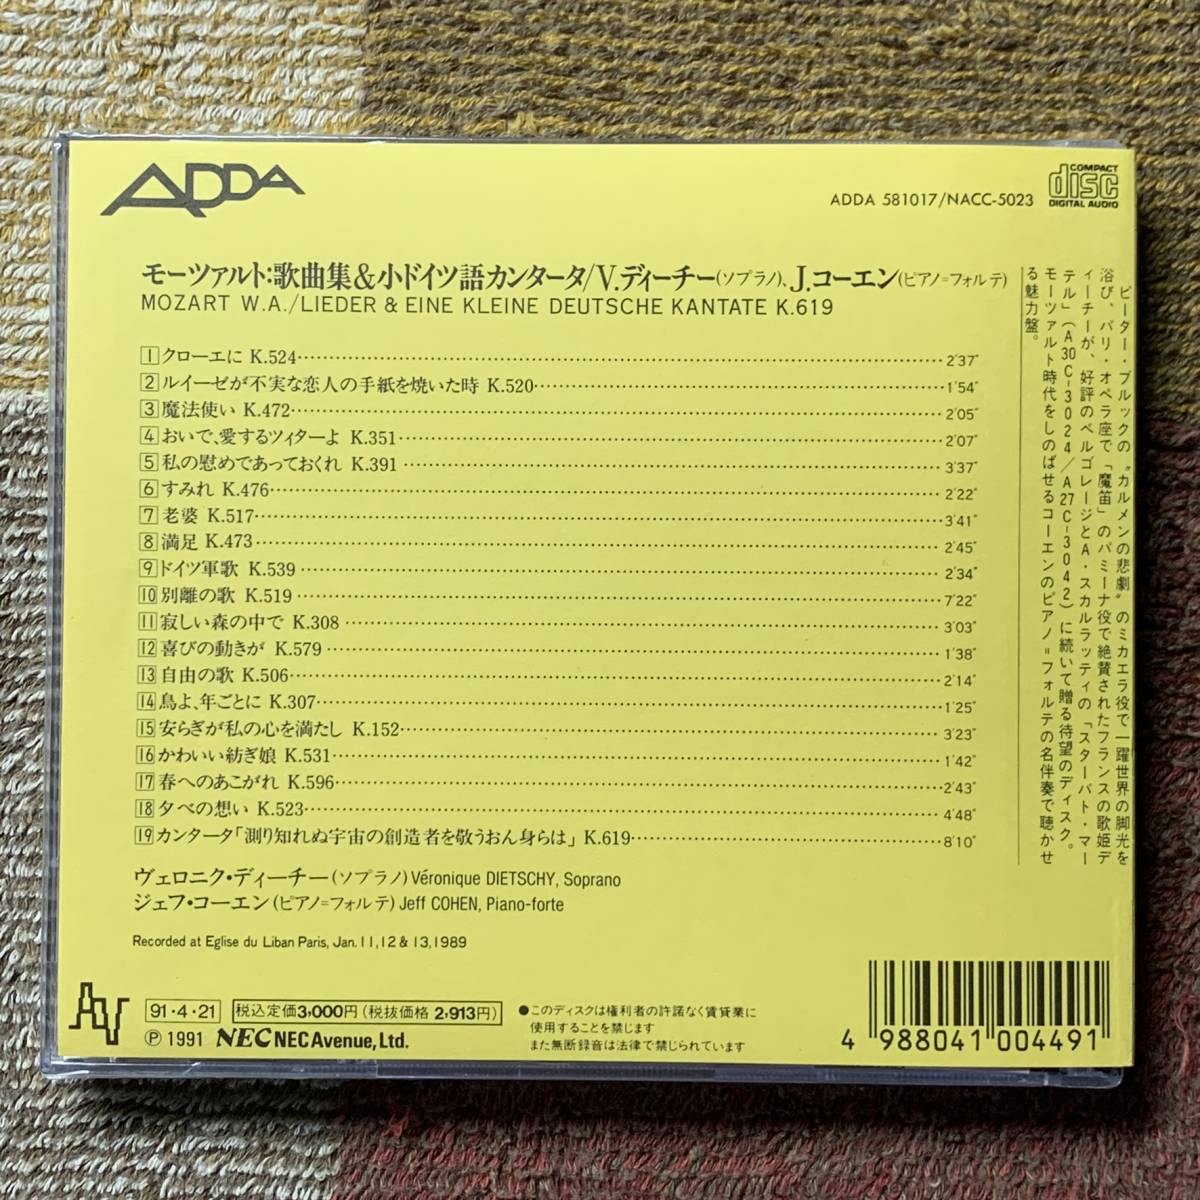 ADDA
ADDA 581017/NACC-5023
COMPACT
disc
DIGITAL AUDIO
モーツァルト:歌曲集&小ドイツ語カンタータ/V.ディーチー(ソプラノ)、J.コーエン(ピアノ=フォルテ)
MOZART W.A./LIEDER & EINE KLEINE DEUTSCHE KANTATE K.619
1 クローエに K.524 2'37"
2 ルイーゼが不実な恋人の手紙を焼いた時 K.520 1'54"
3 魔法使い K.472 2'05"
4 おいで、愛するツィターよ K.351 2'07"
5 私の慰めであっておくれ K.391 3'37"
6 すみれ K.476 2'22"
7 老婆 K.517 3'41"
8 満足 K.473 2'45"
9 ドイツ軍歌 K.539 2'34"
10 別離の歌 K.519 7'22"
11 寂しい森の中で K.308 3'03"
12 喜びの動きが K.579 1'38"
13 自由の歌 K.506 2'14"
14 鳥よ、年ごとに K.307 1'25"
15 安らぎが私の心を満たし K.152 3'23"
16 かわいい紡ぎ娘 K.531 1'42"
17 春へのあこがれ K.596 2'43"
18 夕べの想い K.523 4'48"
19 カンタータ「測り知れぬ宇宙の創造者を敬うおん身らは」 K.619 8'10"
ヴェロニク・ディーチー(ソプラノ) Véronique DIETSCHY, Soprano
ジェフ・コーエン(ピアノ=フォルテ) Jeff COHEN, Piano-forte
Recorded at Eglise du Liban Paris, Jan. 11, 12 & 13, 1989
ピーター・ブルックの"カルメンの悲劇"のミカエラ役で一躍世界の脚光を
浴び、パリ・オペラ座で「魔笛」のパミーナ役で絶賛されたフランスの歌姫デ
ィーチーが、好評のペルゴレージとA・スカルラッティの「スターバト・マー
テル」(A30C-3024/A27C-3042)に続いて贈る待望のディスク。
モーツァルト時代をしのばせるコーエンのピアノ=フォルテの名伴奏で聴かせ
る魅力盤。
AV
91・4・21 税込定価3,000円(税抜価格 2,913円)
Ⓟ 1991 NEC NEC Avenue, Ltd.
●このディスクは権利者の許諾なく賃貸業に
使用することを禁じます
また無断録音は法律で禁じられています
4 988041 004491